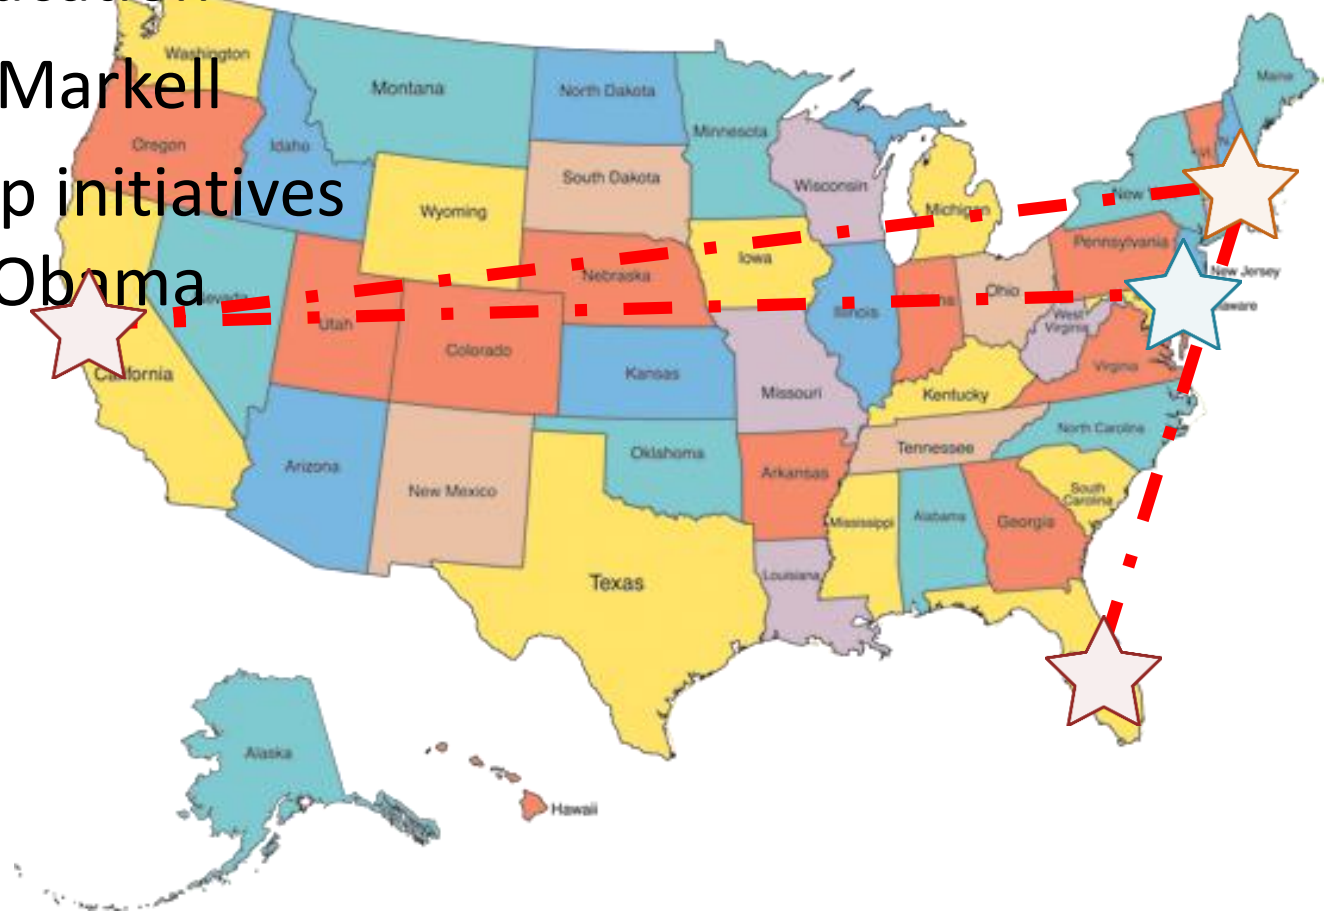 Markell
p initiatives
Obama
Washington
Montana
North Dakota
Minnesota
Maine
Oregon
Idaho
South Dakota
Wisconsin
Wyoming
Michigan
New
Pennsylvania
Iowa
Nebraska
New Jersey
Nevada
Ohio
Illinois
Utah
West
Virginia
Colorado
Virginia
California
Kansas
Missouri
Kentucky
North Carolina
Tennessee
Oklahoma
Arkansas
Arizona
New Mexico
South
Carolina
Mississippi
Alabama
Georgia
Texas
Louisiana
Alaska
Hawaii